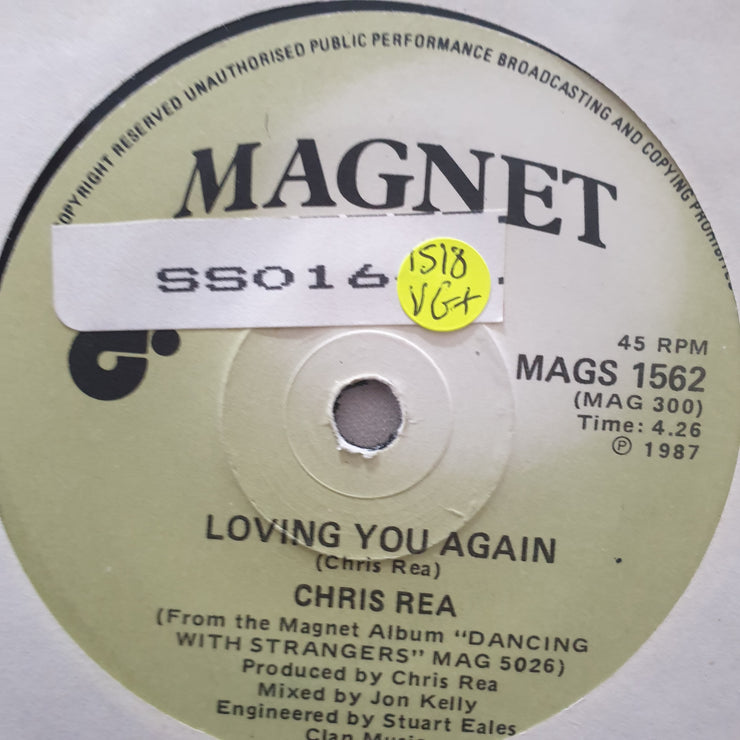 COPYRIGHT RESERVED UNAUTHORISED PUBLIC PERFORMANCE BROADCASTING AND COPYING PROHIBITED
MAGNET
SS016
1518
VG+
45 RPM
MAGS 1562
(MAG 300)
Time: 4.26
Ⓟ 1987
LOVING YOU AGAIN
(Chris Rea)
CHRIS REA
(From the Magnet Album "DANCING
WITH STRANGERS" MAG 5026)
Produced by Chris Rea
Mixed by Jon Kelly
Engineered by Stuart Eales
Clan Music